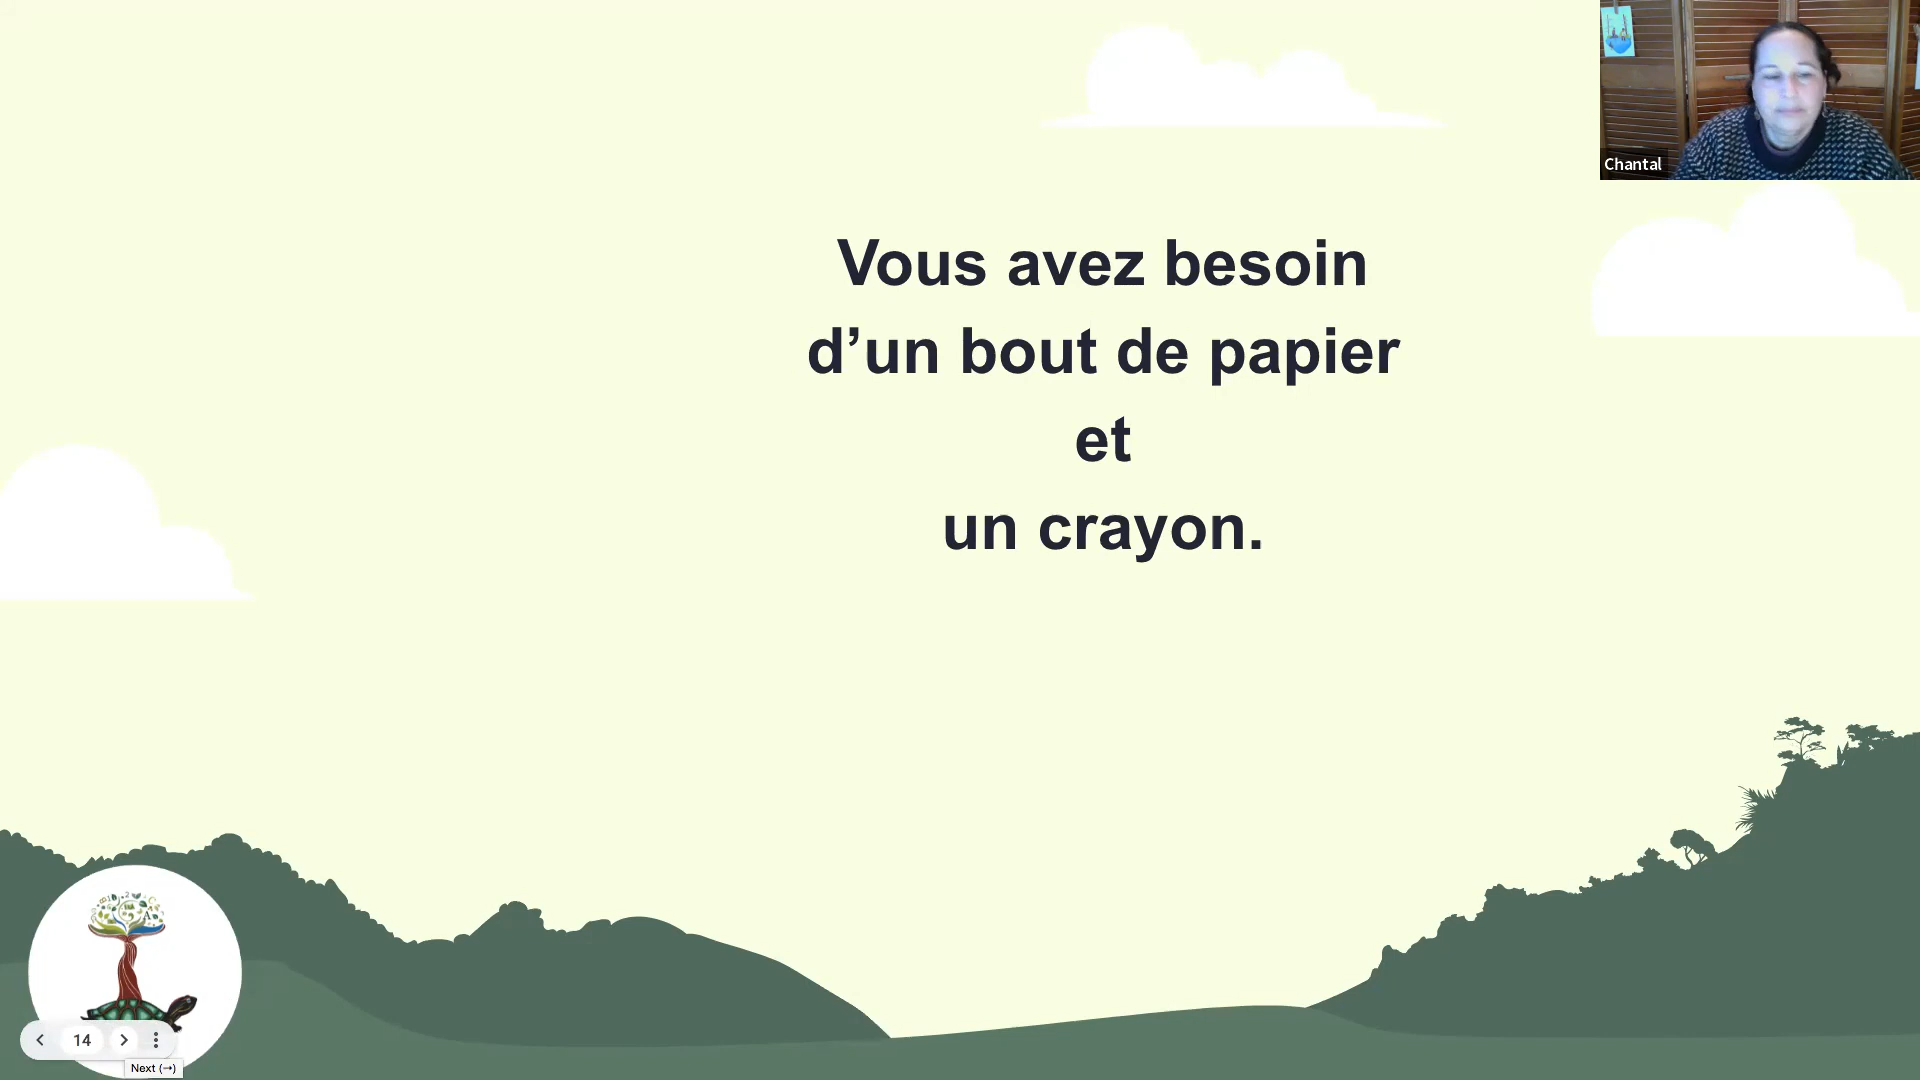 Chantal
Vous avez besoin
d’un bout de papier
et
un crayon.
14
Next (→)